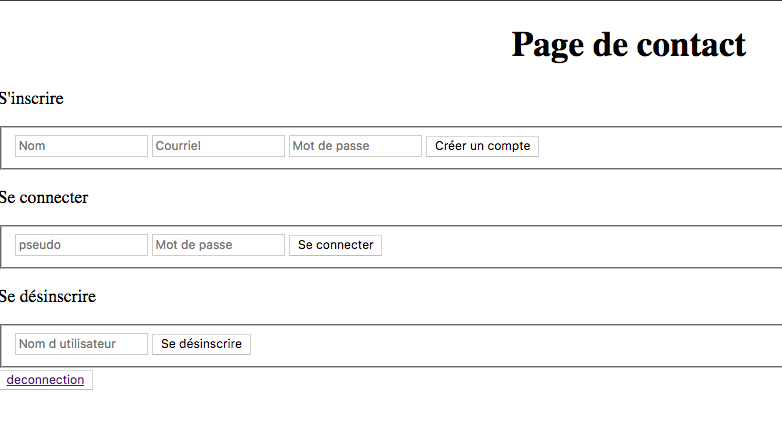 Page de contact
S'inscrire
Nom Courriel Mot de passe Créer un compte
Se connecter
pseudo Mot de passe Se connecter
Se désinscrire
Nom d utilisateur Se désinscrire
deconnection